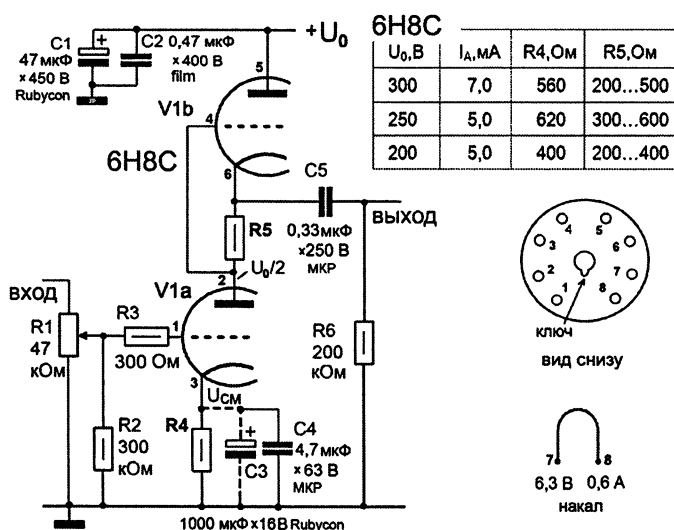 6Н8С
U₀,В Iₐ,мА R4,Ом R5,Ом
300 7,0 560 200...500
250 5,0 620 300...600
200 5,0 400 200...400
C1
47 мкФ
×450 В
Rubycon
C2 0,47 мкФ
×400 В
film
+U₀
5
V1b
4
6Н8С
6
C5
0,33мкФ
×250 В
МКР
ВЫХОД
R5
U₀/2
2
V1a
ВХОД
R1
47
кОм
R3
300 Ом
1
3
Uсм
R2
300
кОм
R4
+
C3
C4
4,7мкФ
×63 В
МКР
R6
200
кОм
1000 мкФ×16В Rubycon
4 5
3 6
2 7
1 8
ключ
вид снизу
7 8
6,3 В 0,6 А
накал